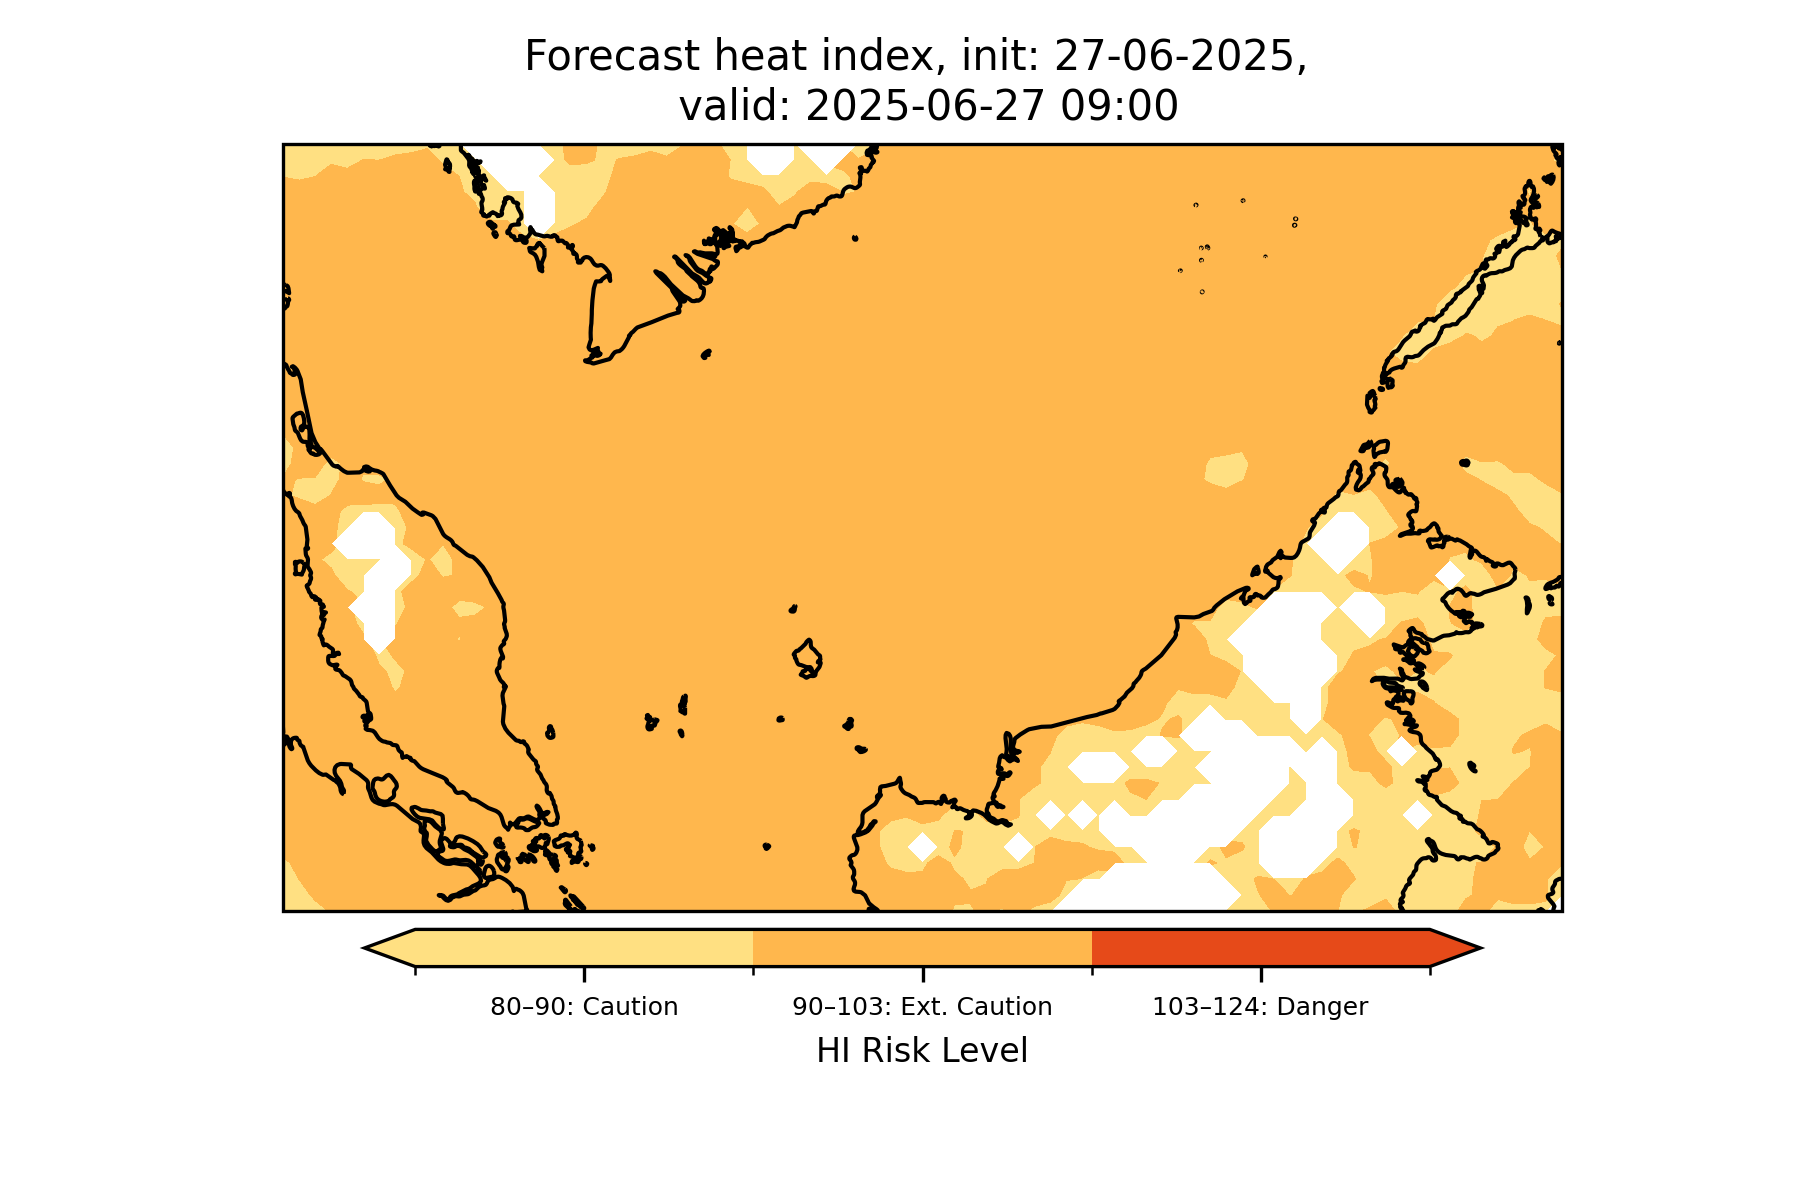 Forecast heat index, init: 27-06-2025,
valid: 2025-06-27 09:00
80–90: Caution
90–103: Ext. Caution
103–124: Danger
HI Risk Level